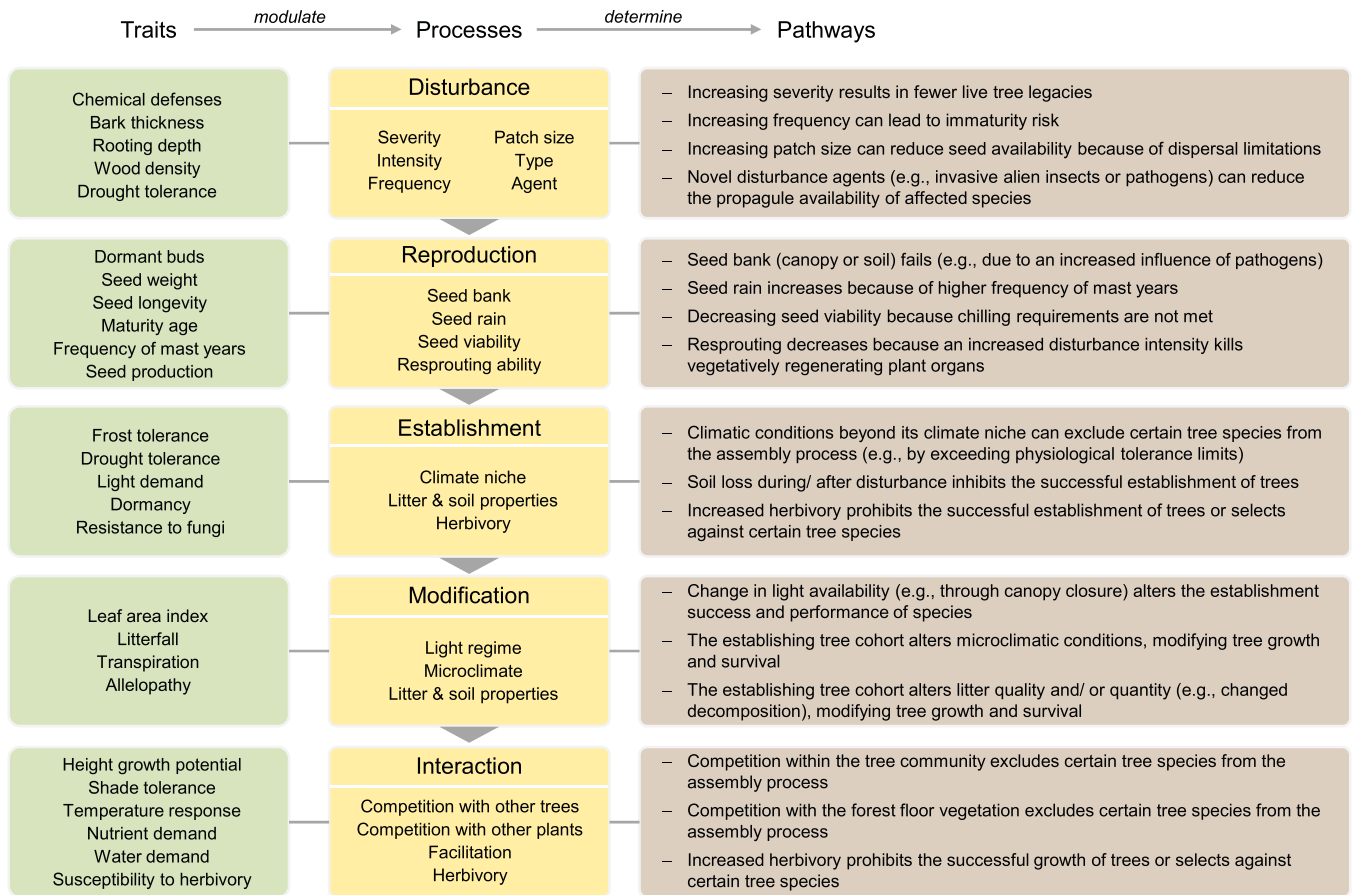 modulate
determine
Traits
Processes
Pathways
Chemical defenses
Bark thickness
Rooting depth
Wood density
Drought tolerance
Disturbance
Severity
Patch size
Intensity
Type
Frequency
Agent
– Increasing severity results in fewer live tree legacies
– Increasing frequency can lead to immaturity risk
– Increasing patch size can reduce seed availability because of dispersal limitations
– Novel disturbance agents (e.g., invasive alien insects or pathogens) can reduce
the propagule availability of affected species
Dormant buds
Seed weight
Seed longevity
Maturity age
Frequency of mast years
Seed production
Reproduction
Seed bank
Seed rain
Seed viability
Resprouting ability
– Seed bank (canopy or soil) fails (e.g., due to an increased influence of pathogens)
– Seed rain increases because of higher frequency of mast years
– Decreasing seed viability because chilling requirements are not met
– Resprouting decreases because an increased disturbance intensity kills
vegetatively regenerating plant organs
Frost tolerance
Drought tolerance
Light demand
Dormancy
Resistance to fungi
Establishment
Climate niche
Litter & soil properties
Herbivory
– Climatic conditions beyond its climate niche can exclude certain tree species from
the assembly process (e.g., by exceeding physiological tolerance limits)
– Soil loss during/ after disturbance inhibits the successful establishment of trees
– Increased herbivory prohibits the successful establishment of trees or selects
against certain tree species
Leaf area index
Litterfall
Transpiration
Allelopathy
Modification
Light regime
Microclimate
Litter & soil properties
– Change in light availability (e.g., through canopy closure) alters the establishment
success and performance of species
– The establishing tree cohort alters microclimatic conditions, modifying tree growth
and survival
– The establishing tree cohort alters litter quality and/ or quantity (e.g., changed
decomposition), modifying tree growth and survival
Height growth potential
Shade tolerance
Temperature response
Nutrient demand
Water demand
Susceptibility to herbivory
Interaction
Competition with other trees
Competition with other plants
Facilitation
Herbivory
– Competition within the tree community excludes certain tree species from the
assembly process
– Competition with the forest floor vegetation excludes certain tree species from the
assembly process
– Increased herbivory prohibits the successful growth of trees or selects against
certain tree species